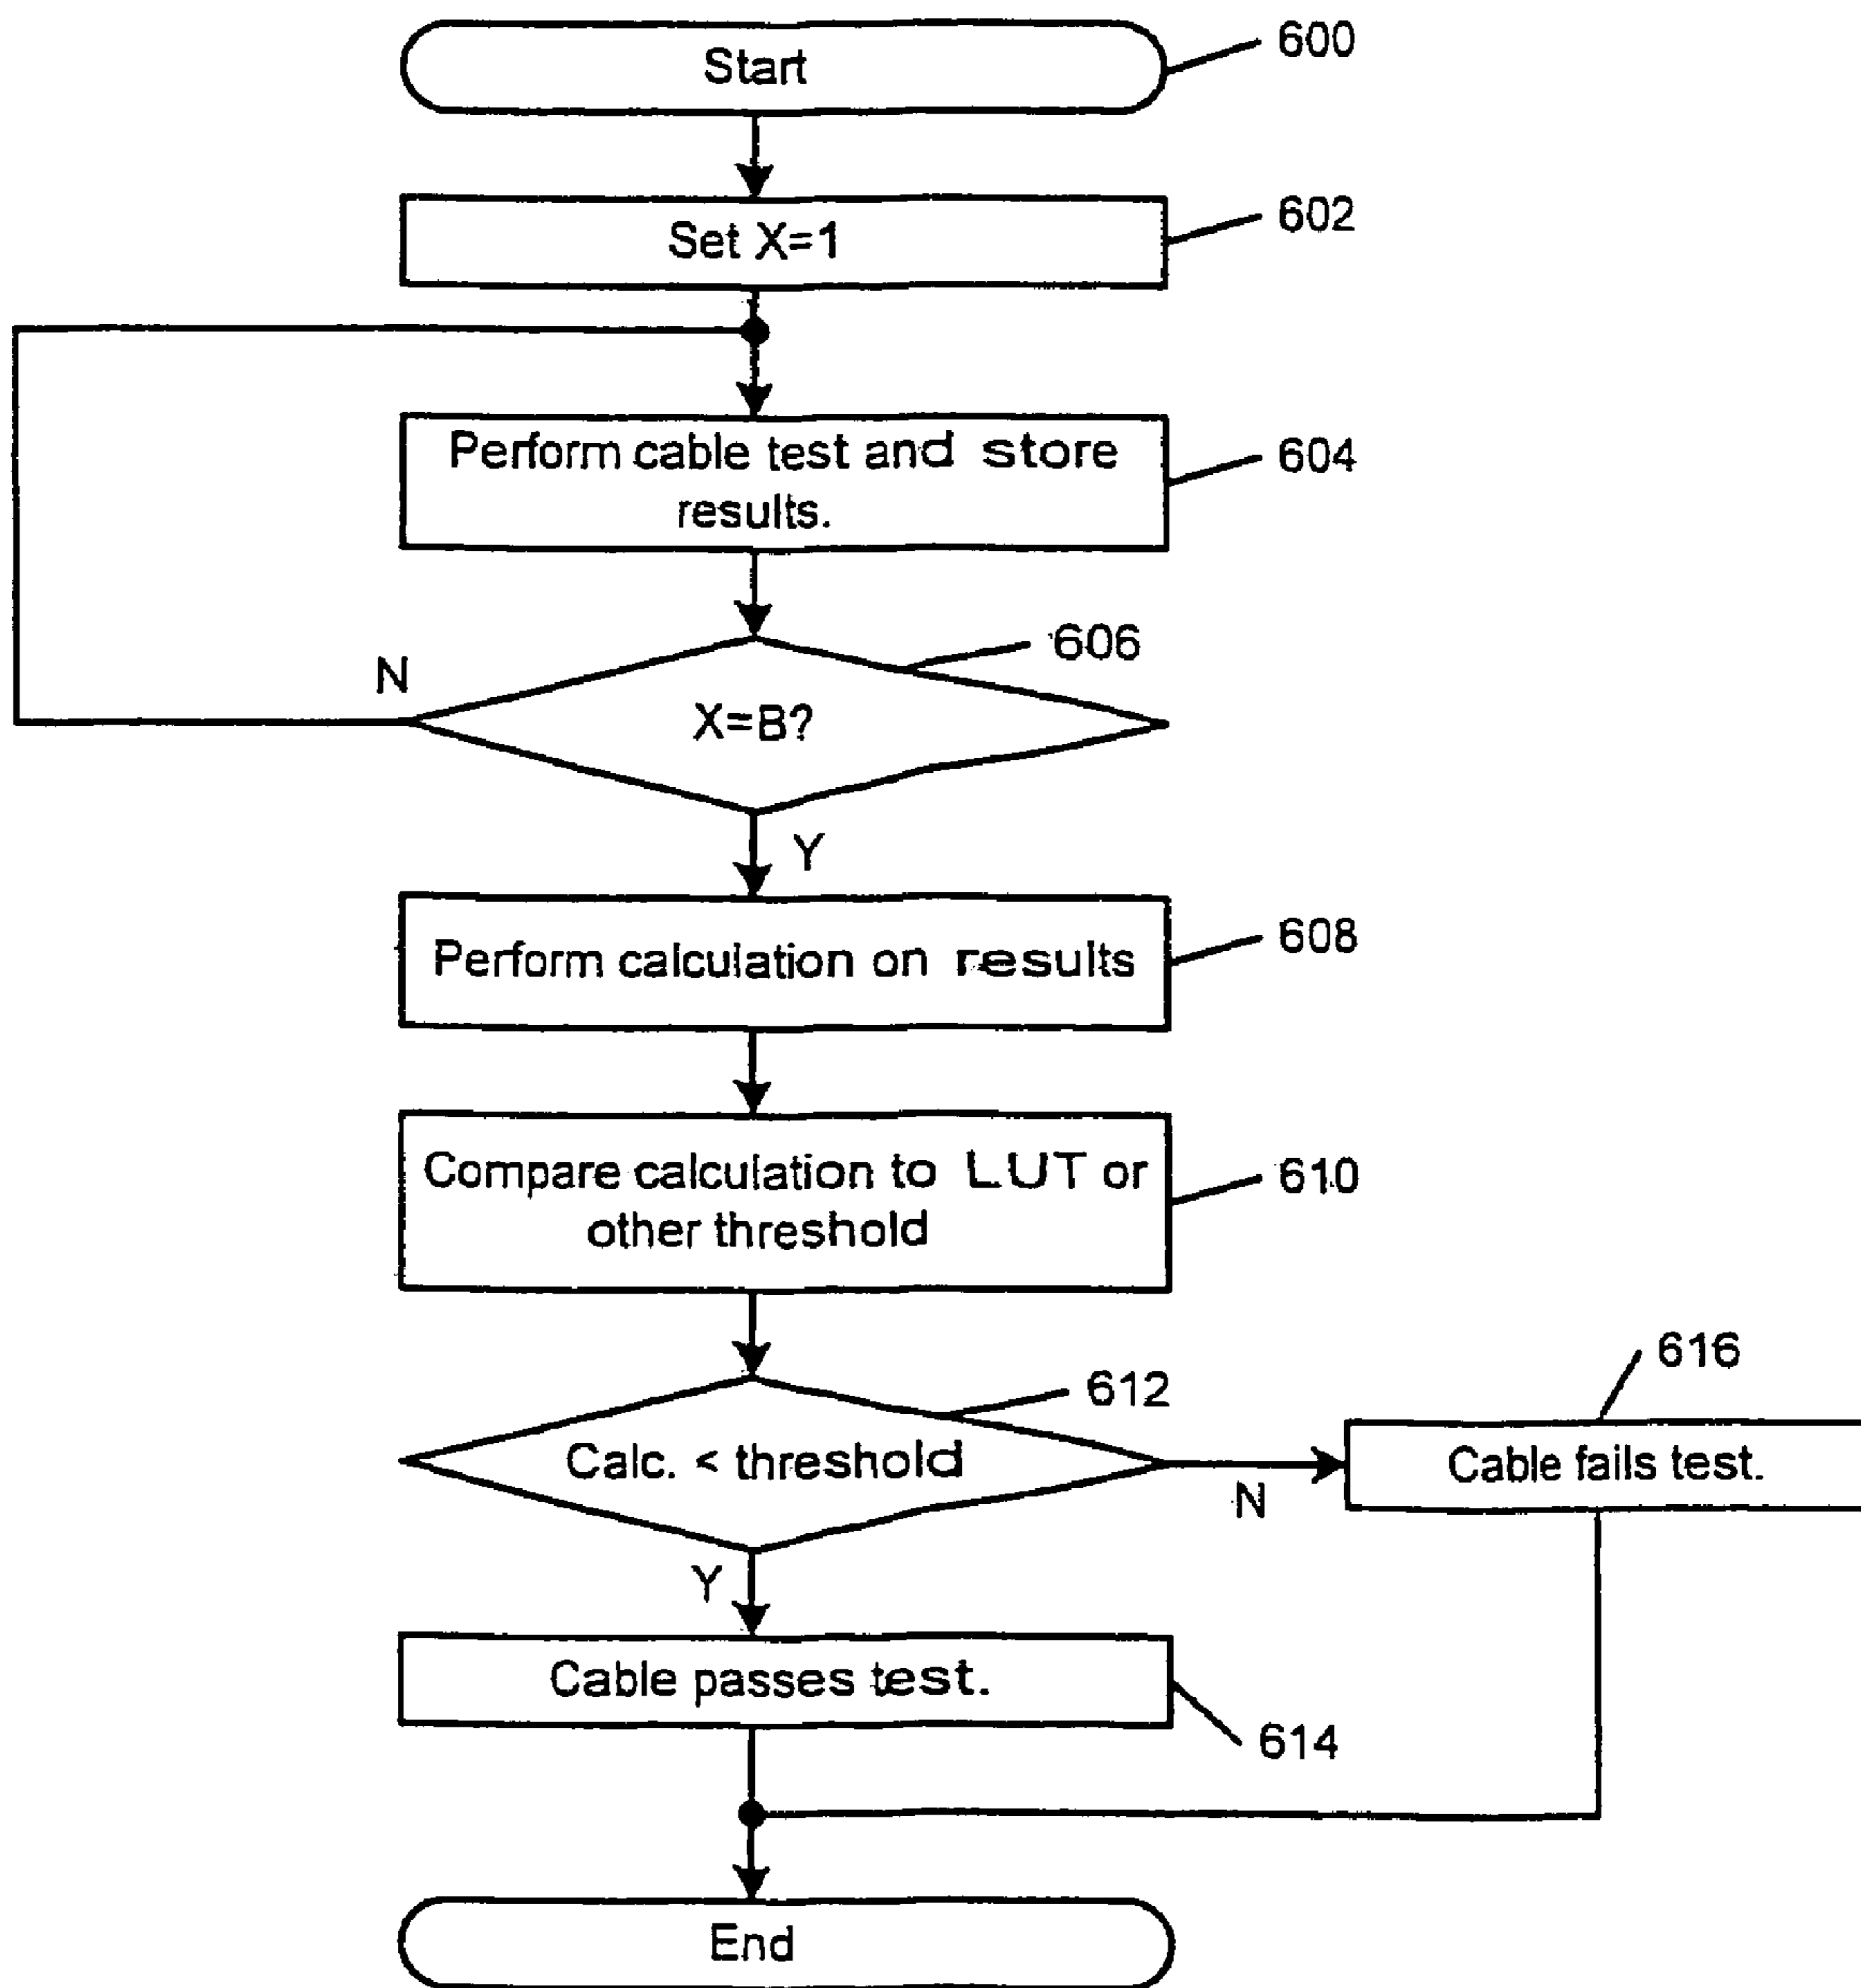 Start
600
Set X=1
602
Perform cable test and store
results.
604
606
N
X=B?
Y
Perform calculation on results
608
Compare calculation to LUT or
other threshold
610
612
616
Calc. < threshold
N
Cable fails test.
Y
Cable passes test.
614
End